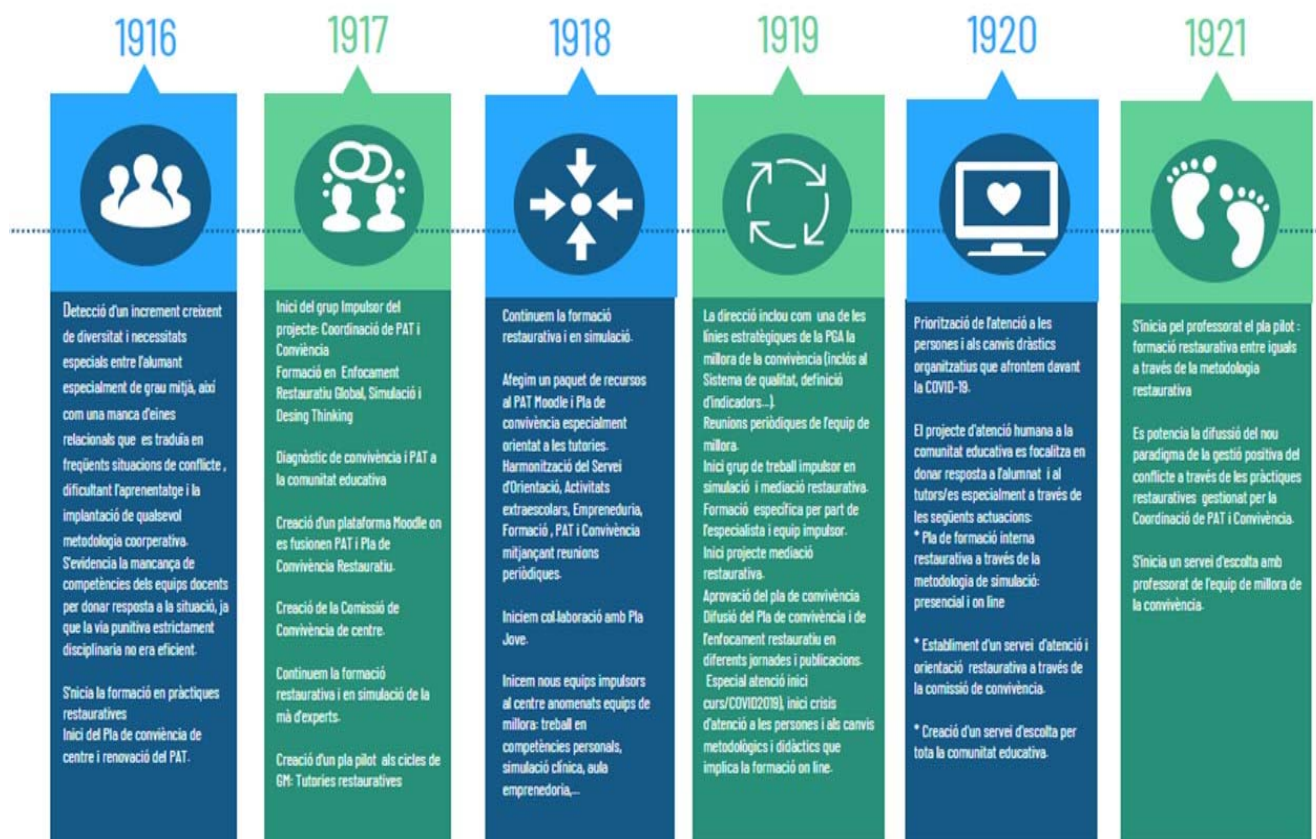 1916
Detecció d'un increment creixent
de diversitat i necessitats
especials entre l'alumant
especialment de grau mitjà, així
com una manca d'eines
relacionals que es traduïa en
freqüents situacions de conflicte ,
dificultant l'aprenentatge i la
implantació de qualsevol
metodologia coorperativa.
S'evidencia la mancança de
competències dels equips docents
per donar resposta a la situació, ja
que la via punitiva estrictament
disciplinaria no era eficient.
S'nicia la formació en pràctiques
restauratives
Inici del Pla de conviència de
centre i renovació del PAT.
1917
Inici del grup Impulsor del
projecte: Coordinació de PAT i
Conviència
Formació en Enfocament
Restauratiu Global, Simulació i
Desing Thinking
Diagnòstic de convivència i PAT a
la comunitat educativa
Creació d'un plataforma Moodle on
es fusionen PAT i Pla de
Convivència Restauratiu.
Creació de la Comissió de
Convivència de centre.
Continuem la formació
restaurativa i en simulació de la
mà d'experts.
Creació d'un pla pilot als cicles de
GM: Tutories restauratives
1918
Continuem la formació
restaurativa i en simulació.
Afegim un paquet de recursos
al PAT Moodle i Pla de
convivència especialment
orientat a les tutories.
Harmonització del Servei
d'Orientació, Activitats
extraescolars, Empreneduria,
Formació , PAT i Convivència
mitjançant reunions
periòdiques.
Iniciem col·laboració amb Pla
Jove.
Inicem nous equips impulsors
al centre anomenats equips de
millora: treball en
competències personals,
simulació clínica, aula
emprenedoria,...
1919
La direcció inclou com una de les
línies estratègiques de la PGA la
millora de la convivència (inclós al
Sistema de qualitat, definició
d'indicadors...).
Reunions periòdiques de l'equip de
millora.
Inici grup de treball impulsor en
simulació i mediació restaurativa.
Formació específica per part de
l'especialista i equip impulsor.
Inici projecte mediació
restaurativa.
Aprovació del pla de convivència
Difusió del Pla de convivència i de
l'enfocament restauratiu en
diferents jornades i publicacions.
Especial atenció inici
curs/COVID2019), inici crisis
d'atenció a les persones i als canvis
metodològics i didàctics que
implica la formació on line.
1920
Priorització de l'atenció a les
persones i als canvis dràstics
organitzatius que afrontem davant
la COVID-19.
El projecte d'atenció humana a la
comunitat educativa es focalitza en
donar resposta a l'alumnat i al
tutors/es especialment a través de
les següents actuacions:
* Pla de formació interna
restaurativa a través de la
metodologia de simulació:
presencial i on line
* Establiment d'un servei d'atenció i
orientació restaurativa a través de
la comissió de convivència.
* Creació d'un servei d'escolta per
tota la comunitat educativa.
1921
S'inicia pel professorat el pla pilot :
formació restaurativa entre iguals
a través de la metodologia
restaurativa
Es potencia la difussió del nou
paradigma de la gestió positiva del
conflicte a través de les pràctiques
restauratives gestionat per la
Coordinació de PAT i Convivència.
S'inicia un servei d'escolta amb
professorat de l'equip de millora de
la convivència.